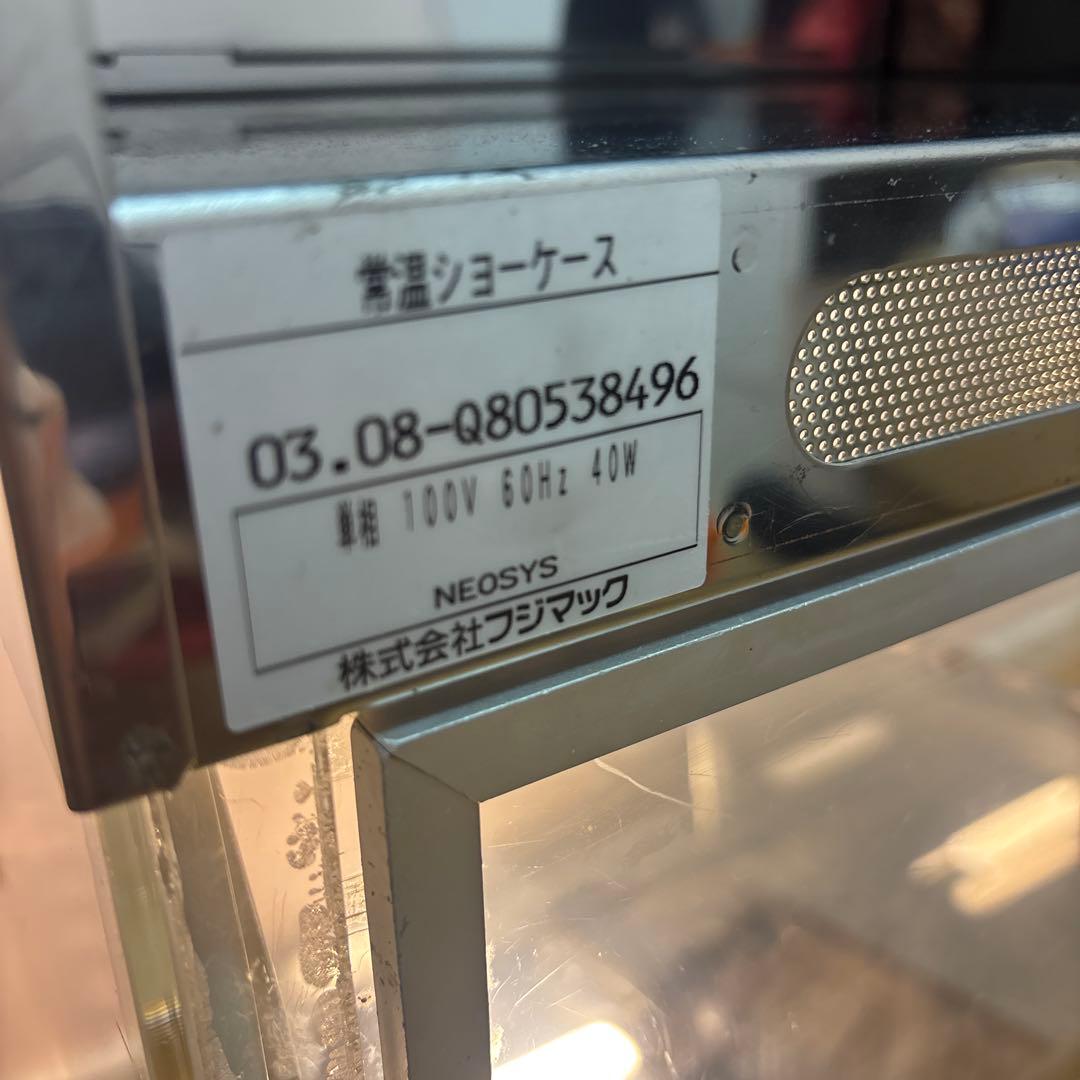 常温ショーケース
03.08-Q80538496
単相 100V 60Hz 40W
NEOSYS
株式会社フジマック